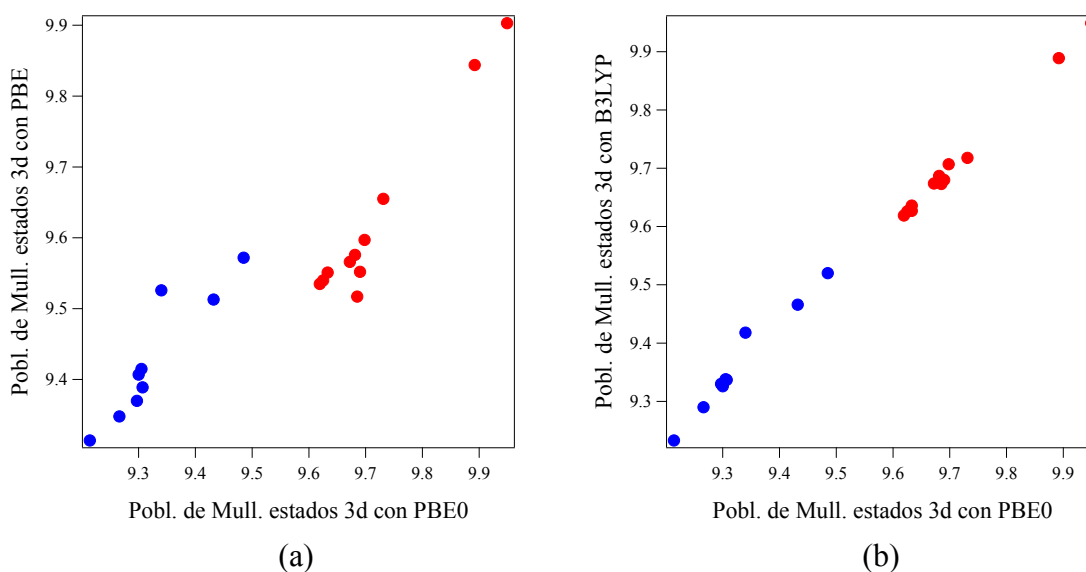 Pobl. de Mull. estados 3d con PBE
9.9
9.8
9.7
9.6
9.5
9.4
9.3 9.4 9.5 9.6 9.7 9.8 9.9
Pobl. de Mull. estados 3d con PBE0
(a)
Pobl. de Mull. estados 3d con B3LYP
9.9
9.8
9.7
9.6
9.5
9.4
9.3
9.3 9.4 9.5 9.6 9.7 9.8 9.9
Pobl. de Mull. estados 3d con PBE0
(b)